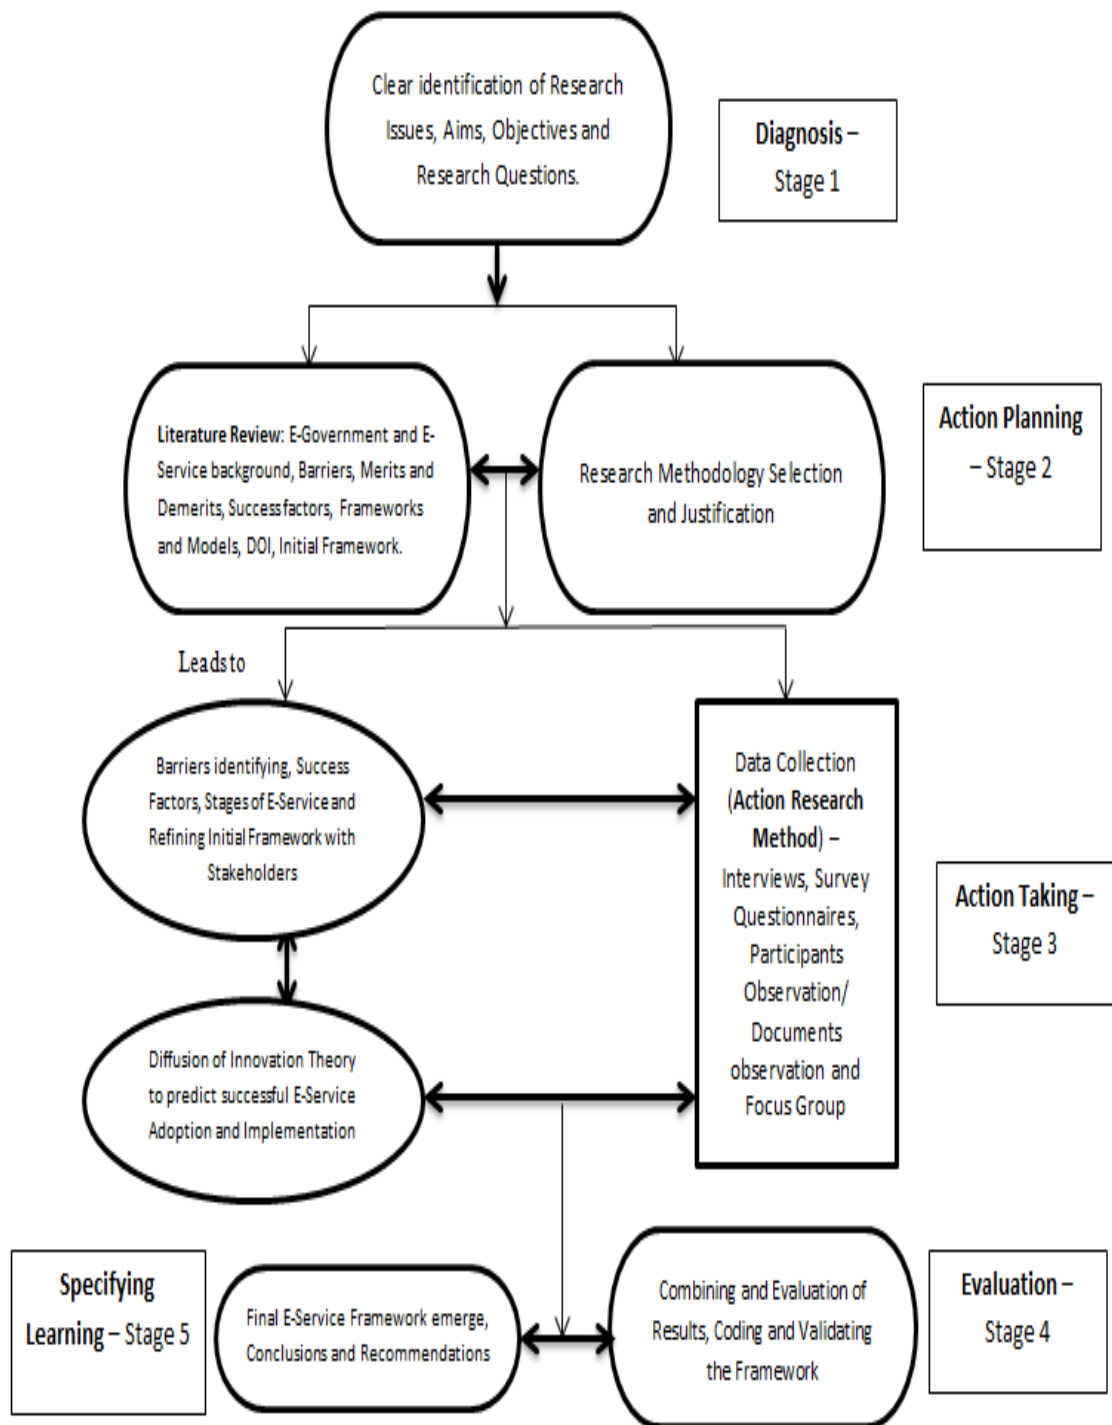 Clear identification of Research
Issues, Aims, Objectives and
Research Questions.
Diagnosis –
Stage 1
Literature Review: E-Government and E-
Service background, Barriers, Merits and
Demerits, Success factors, Frameworks
and Models, DOI, Initial Framework.
Research Methodology Selection
and Justification
Action Planning
– Stage 2
Leads to
Barriers identifying, Success
Factors, Stages of E-Service and
Refining Initial Framework with
Stakeholders
Data Collection
(Action Research
Method) –
Interviews, Survey
Questionnaires,
Participants
Observation/
Documents
observation and
Focus Group
Action Taking –
Stage 3
Diffusion of Innovation Theory
to predict successful E-Service
Adoption and Implementation
Specifying
Learning – Stage 5
Final E-Service Framework emerge,
Conclusions and Recommendations
Combining and Evaluation of
Results, Coding and Validating
the Framework
Evaluation –
Stage 4